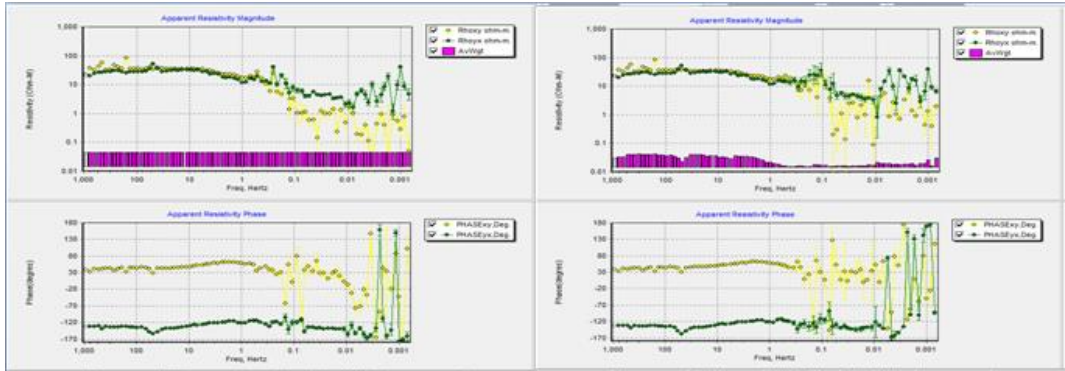 Apparent Resistivity Magnitude
1,000
100
10
1
0.1
0.01
Resistivity (Ohm-M)
1,000 100 10 1 0.1 0.01 0.001
Freq, Hertz
Rhoxy ohm-m.
Rhoyx ohm-m.
AvWgt
Apparent Resistivity Phase
180
130
80
30
-20
-70
-120
-170
Phase(degrees)
1,000 100 10 1 0.1 0.01 0.001
Freq, Hertz
PHASExy,Deg.
PHASEyx,Deg.
Apparent Resistivity Magnitude
1,000
100
10
1
0.1
0.01
Resistivity (Ohm-M)
1,000 100 10 1 0.1 0.01 0.001
Freq, Hertz
Rhoxy ohm-m.
Rhoyx ohm-m.
AvWgt
Apparent Resistivity Phase
180
130
80
30
-20
-70
-120
-170
Phase(degrees)
1,000 100 10 1 0.1 0.01 0.001
Freq, Hertz
PHASExy,Deg.
PHASEyx,Deg.